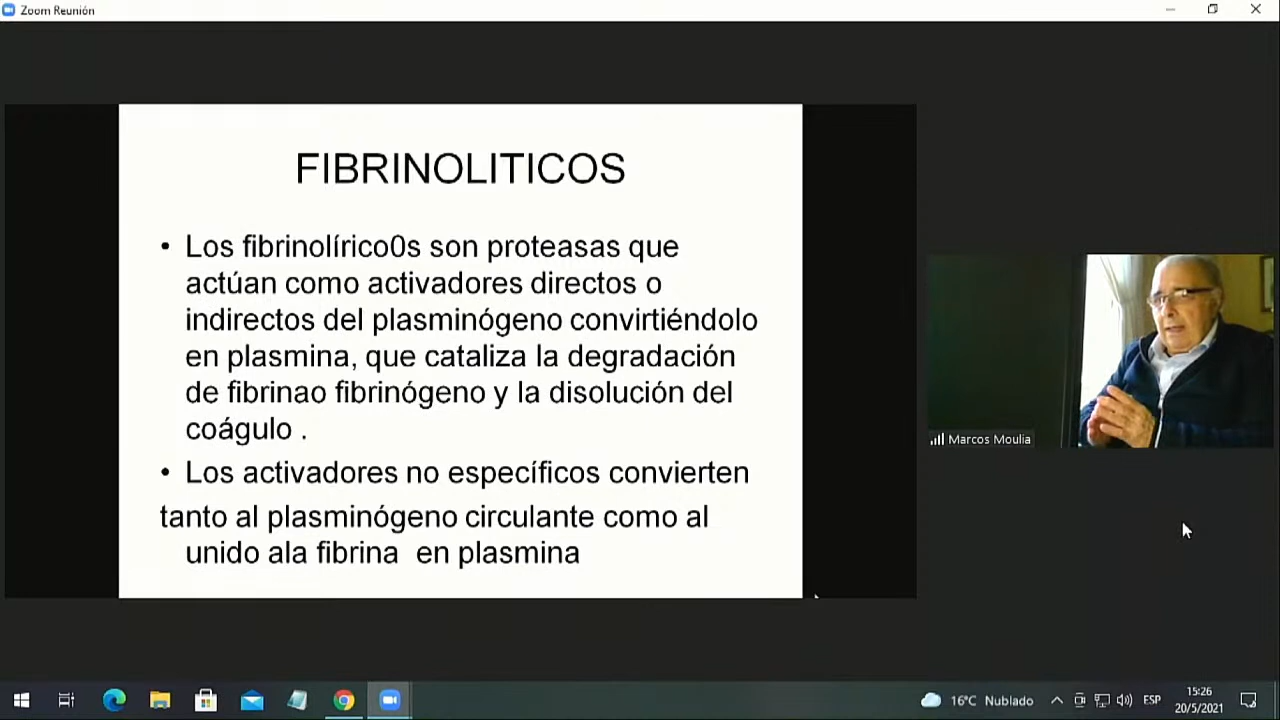 Zoom Reunión
FIBRINOLITICOS
• Los fibrinolírico0s son proteasas que
actúan como activadores directos o
indirectos del plasminógeno convirtiéndolo
en plasmina, que cataliza la degradación
de fibrinao fibrinógeno y la disolución del
coágulo .
• Los activadores no específicos convierten
tanto al plasminógeno circulante como al
unido ala fibrina en plasmina
Marcos Moulia
16°C Nublado
ESP
15:26
20/5/2021